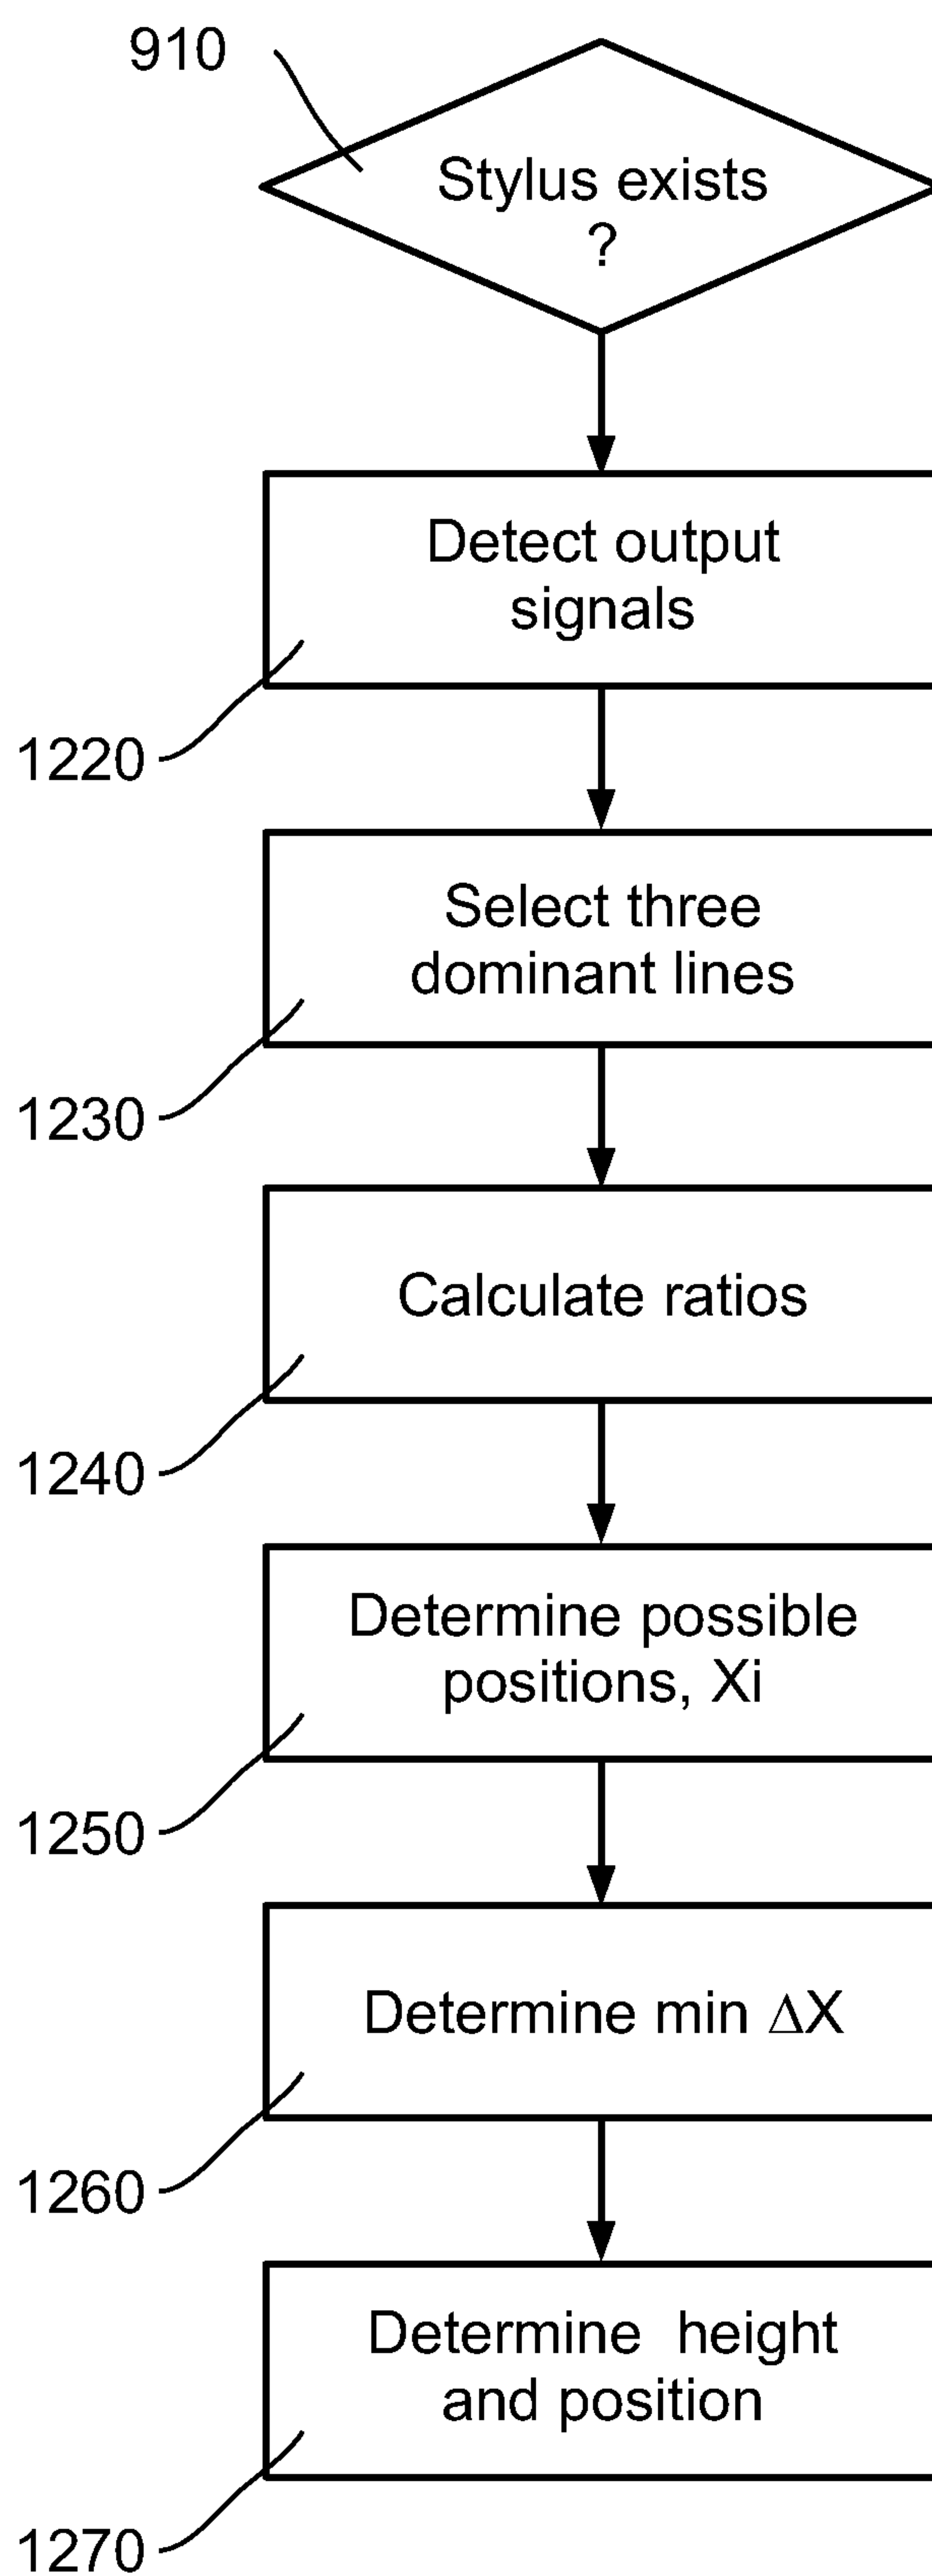 910
Stylus exists
?
Detect output
signals
1220
Select three
dominant lines
1230
Calculate ratios
1240
Determine possible
positions, Xi
1250
Determine min ΔX
1260
Determine height
and position
1270